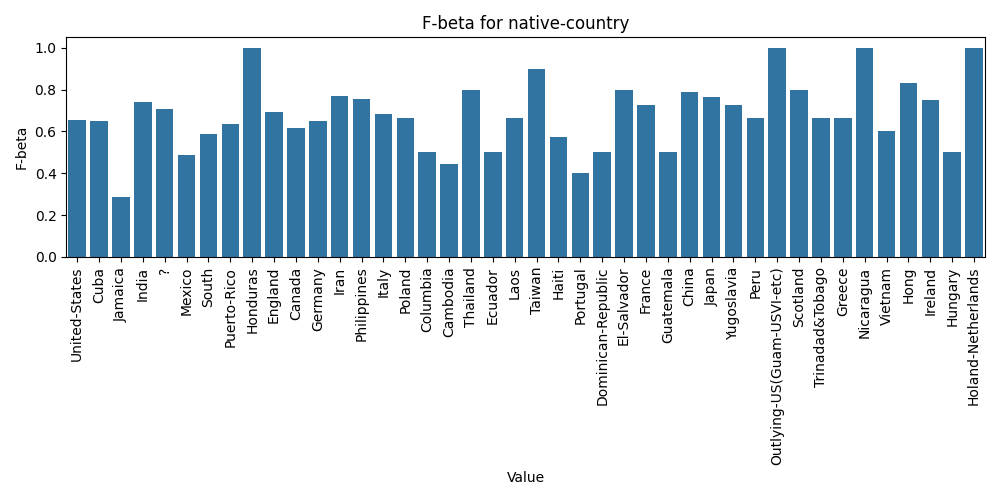 F-beta for native-country
F-beta
1.0
0.8
0.6
0.4
0.2
0.0
United-States
Cuba
Jamaica
India
?
Mexico
South
Puerto-Rico
Honduras
England
Canada
Germany
Iran
Philippines
Italy
Poland
Columbia
Cambodia
Thailand
Ecuador
Laos
Taiwan
Haiti
Portugal
Dominican-Republic
El-Salvador
France
Guatemala
China
Japan
Yugoslavia
Peru
Outlying-US(Guam-USVI-etc)
Scotland
Trinadad&Tobago
Greece
Nicaragua
Vietnam
Hong
Ireland
Hungary
Holand-Netherlands
Value